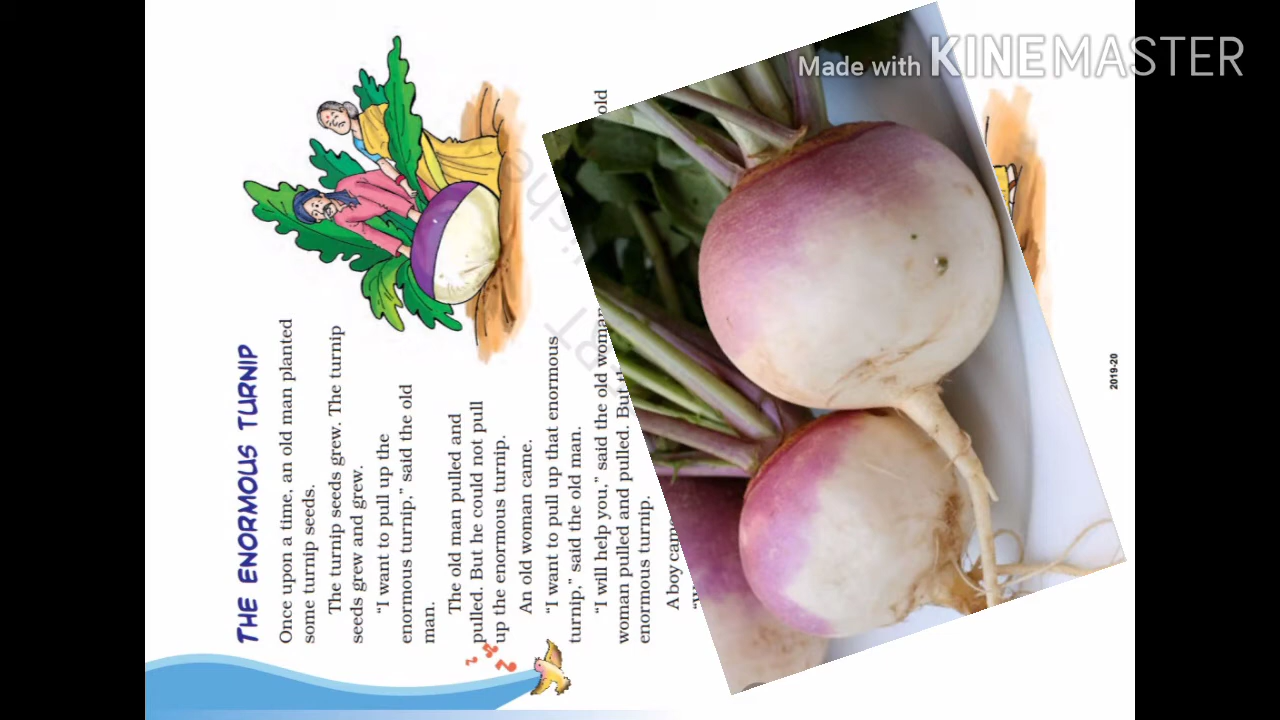 THE ENORMOUS TURNIP
Once upon a time, an old man planted
some turnip seeds.
The turnip seeds grew. The turnip
seeds grew and grew.
“I want to pull up the
enormous turnip,” said the old
man.
The old man pulled and
pulled. But he could not pull
up the enormous turnip.
An old woman came.
“I want to pull up that enormous
turnip,” said the old man.
“I will help you,” said the old woman
old
woman pulled and pulled. But
enormous turnip.
A boy
2019-20
Made with KINEMASTER